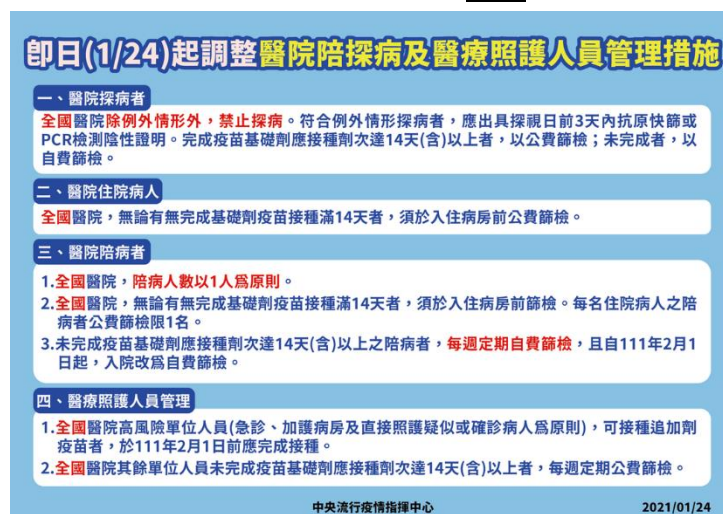 即日(1/24)起調整醫院陪探病及醫療照護人員管理措施
一、醫院探病者
全國醫院除例外情形外，禁止探病。符合例外情形探病者，應出具探視日前3天內抗原快篩或
PCR檢測陰性證明。完成疫苗基礎劑應接種劑次達14天(含)以上者，以公費篩檢；未完成者，以
自費篩檢。
二、醫院住院病人
全國醫院，無論有無完成基礎劑疫苗接種滿14天者，須於入住病房前公費篩檢。
三、醫院陪病者
1.全國醫院，陪病人數以1人為原則。
2.全國醫院，無論有無完成基礎劑疫苗接種滿14天者，須於入住病房前篩檢。每名住院病人之陪
病者公費篩檢限1名。
3.未完成疫苗基礎劑應接種劑次達14天(含)以上之陪病者，每週定期自費篩檢，且自111年2月1
日起，入院改為自費篩檢。
四、醫療照護人員管理
1.全國醫院高風險單位人員(急診、加護病房及直接照護疑似或確診病人為原則)，可接種追加劑
疫苗者，於111年2月1日前應完成接種。
2.全國醫院其餘單位人員未完成疫苗基礎劑應接種劑次達14天(含)以上者，每週定期公費篩檢。
中央流行疫情指揮中心 2021/01/24